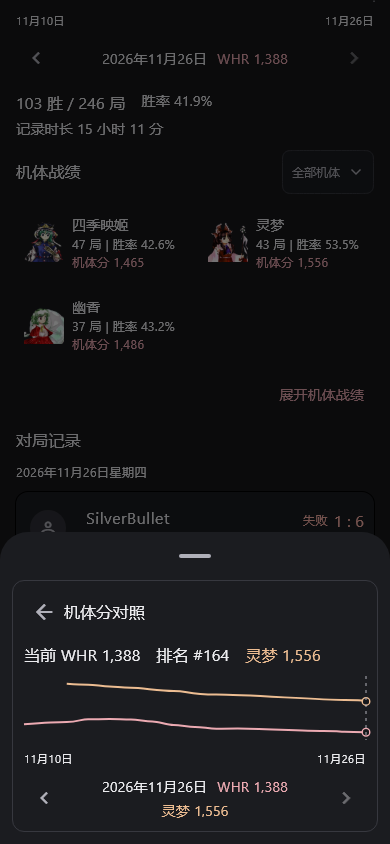 11月10日 11月26日
2026年11月26日 WHR 1,388
103 胜 / 246 局 胜率 41.9%
记录时长 15 小时 11 分
机体战绩 全部机体
四季映姬
47 局 | 胜率 42.6%
机体分 1,465
灵梦
43 局 | 胜率 53.5%
机体分 1,556
幽香
37 局 | 胜率 43.2%
机体分 1,486
展开机体战绩
对局记录
2026年11月26日星期四
SilverBullet 失败 1 : 6
机体分对照
当前 WHR 1,388 排名 #164 灵梦 1,556
11月10日 11月26日
2026年11月26日 WHR 1,388
灵梦 1,556